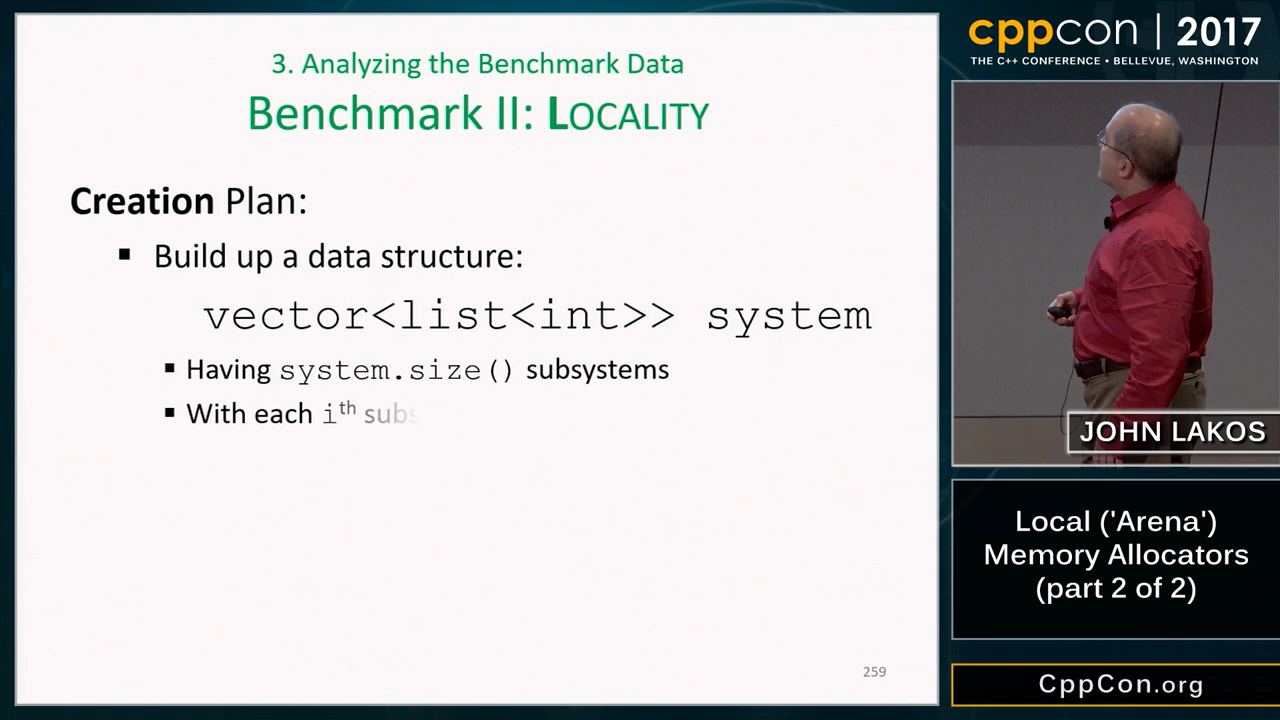 3. Analyzing the Benchmark Data
Benchmark II: LOCALITY
Creation Plan:
▪ Build up a data structure:
vector<list<int>> system
▪ Having system.size() subsystems
▪ With each ith subs
259
cppcon | 2017
THE C++ CONFERENCE • BELLEVUE, WASHINGTON
JOHN LAKOS
Local ('Arena')
Memory Allocators
(part 2 of 2)
CppCon.org